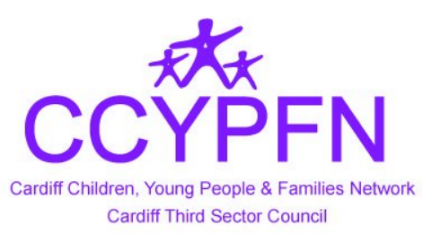 CCYPFN
Cardiff Children, Young People & Families Network
Cardiff Third Sector Council